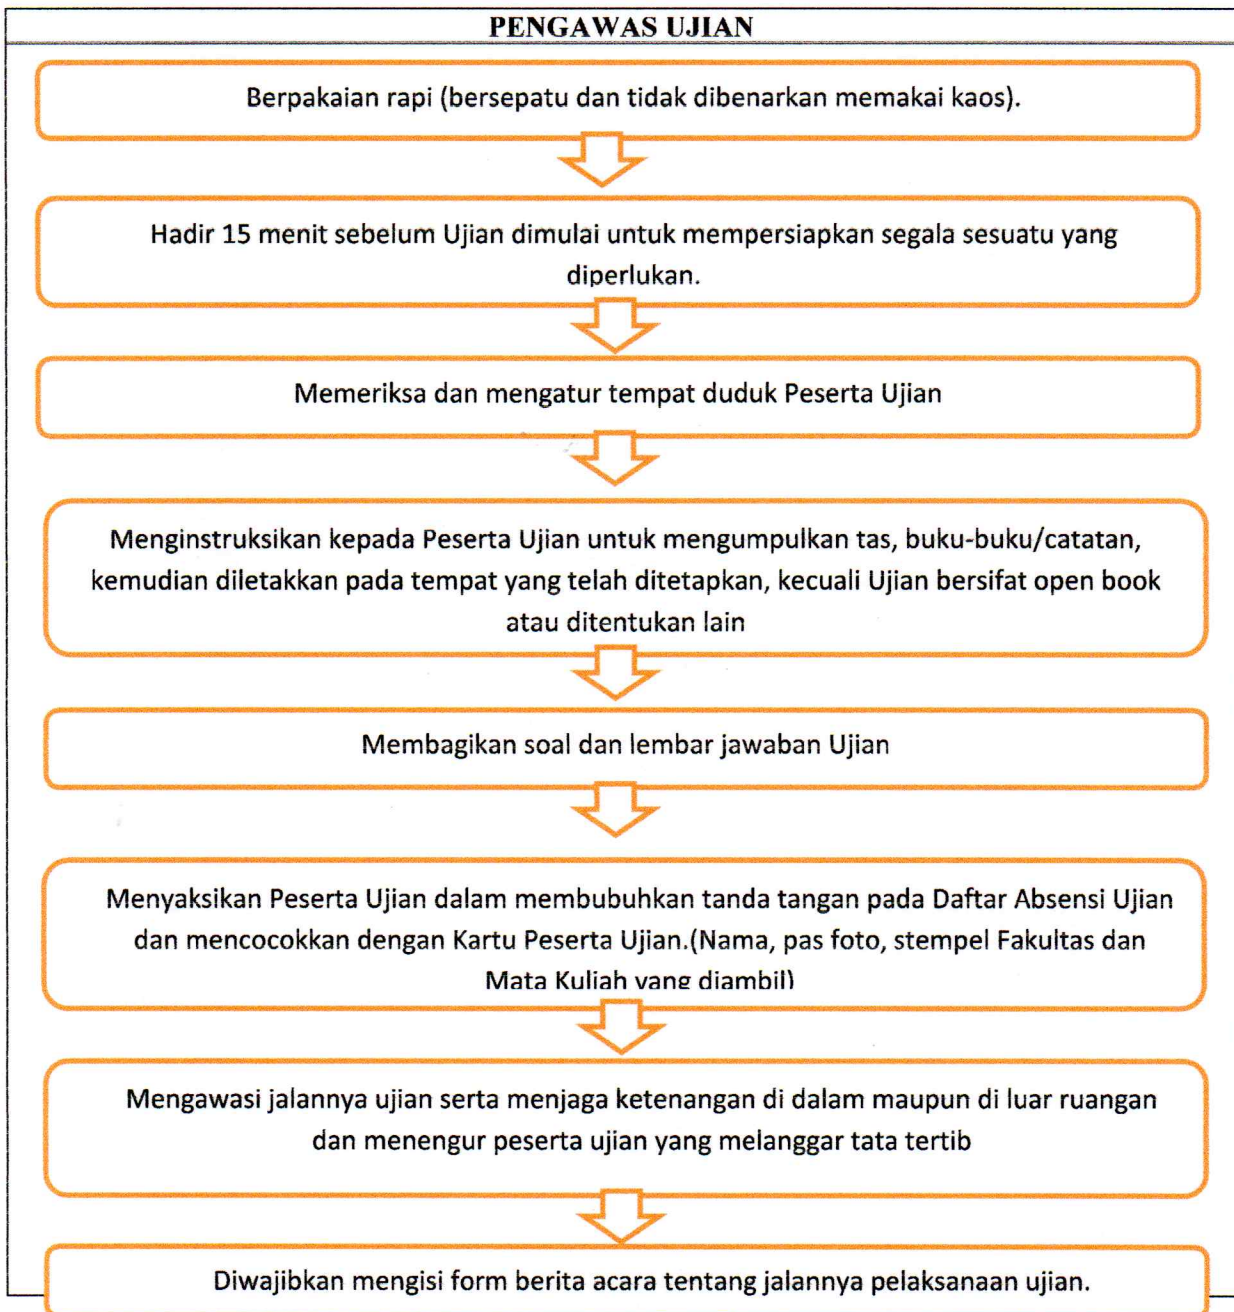 PENGAWAS UJIAN
Berpakaian rapi (bersepatu dan tidak dibenarkan memakai kaos).
Hadir 15 menit sebelum Ujian dimulai untuk mempersiapkan segala sesuatu yang
diperlukan.
Memeriksa dan mengatur tempat duduk Peserta Ujian
Menginstruksikan kepada Peserta Ujian untuk mengumpulkan tas, buku-buku/catatan,
kemudian diletakkan pada tempat yang telah ditetapkan, kecuali Ujian bersifat open book
atau ditentukan lain
Membagikan soal dan lembar jawaban Ujian
Menyaksikan Peserta Ujian dalam membubuhkan tanda tangan pada Daftar Absensi Ujian
dan mencocokkan dengan Kartu Peserta Ujian.(Nama, pas foto, stempel Fakultas dan
Mata Kuliah yang diambil)
Mengawasi jalannya ujian serta menjaga ketenangan di dalam maupun di luar ruangan
dan menengur peserta ujian yang melanggar tata tertib
Diwajibkan mengisi form berita acara tentang jalannya pelaksanaan ujian.